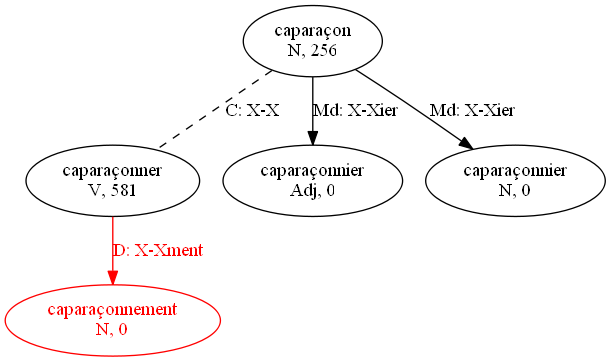 caparaçon
N, 256
C: X-X
Md: X-Xier
Md: X-Xier
caparaçonner
V, 581
caparaçonnier
Adj, 0
caparaçonnier
N, 0
D: X-Xment
caparaçonnement
N, 0